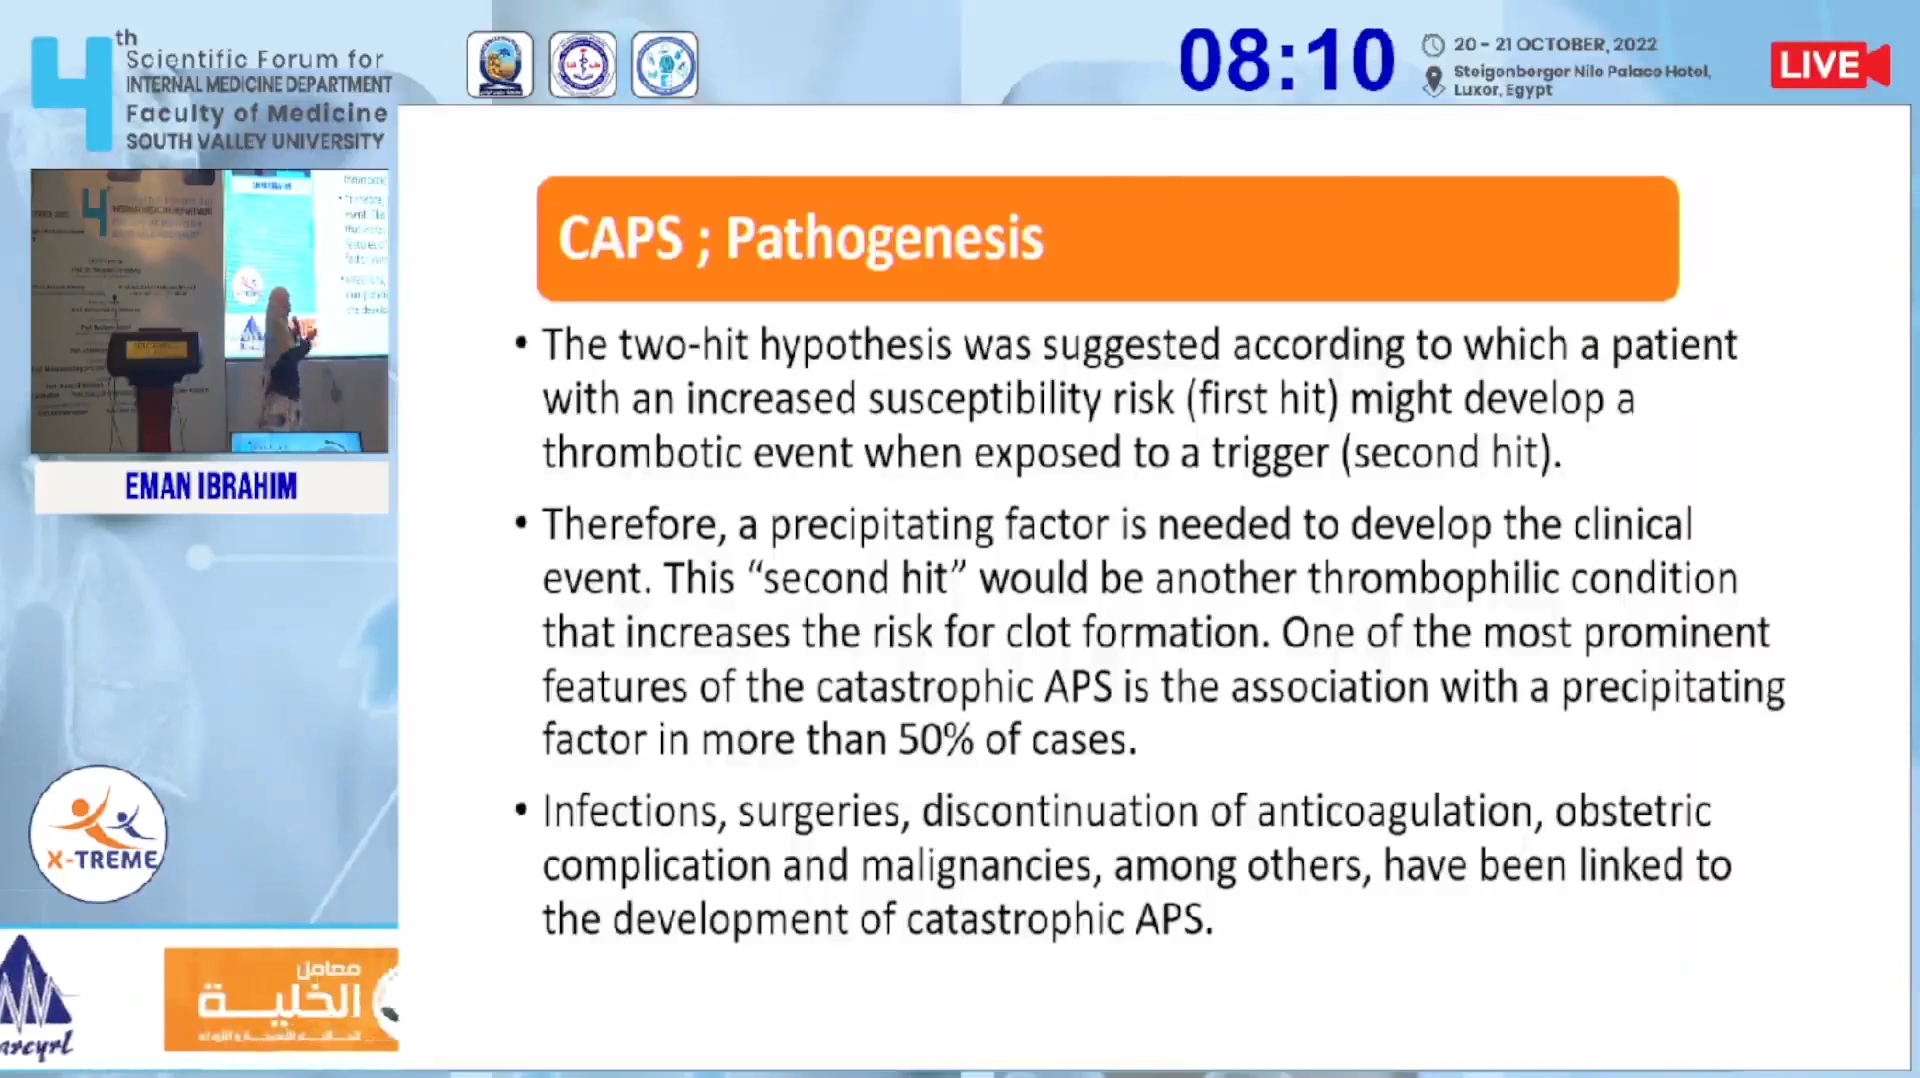 4th
Scientific Forum for
INTERNAL MEDICINE DEPARTMENT
Faculty of Medicine
SOUTH VALLEY UNIVERSITY
08:10
20 - 21 OCTOBER, 2022
Steigenberger Nile Palace Hotel,
Luxor, Egypt
LIVE
EMAN IBRAHIM
CAPS ; Pathogenesis
• The two-hit hypothesis was suggested according to which a patient
with an increased susceptibility risk (first hit) might develop a
thrombotic event when exposed to a trigger (second hit).
• Therefore, a precipitating factor is needed to develop the clinical
event. This “second hit” would be another thrombophilic condition
that increases the risk for clot formation. One of the most prominent
features of the catastrophic APS is the association with a precipitating
factor in more than 50% of cases.
• Infections, surgeries, discontinuation of anticoagulation, obstetric
complication and malignancies, among others, have been linked to
the development of catastrophic APS.
X-TREME
معامل
الخلية